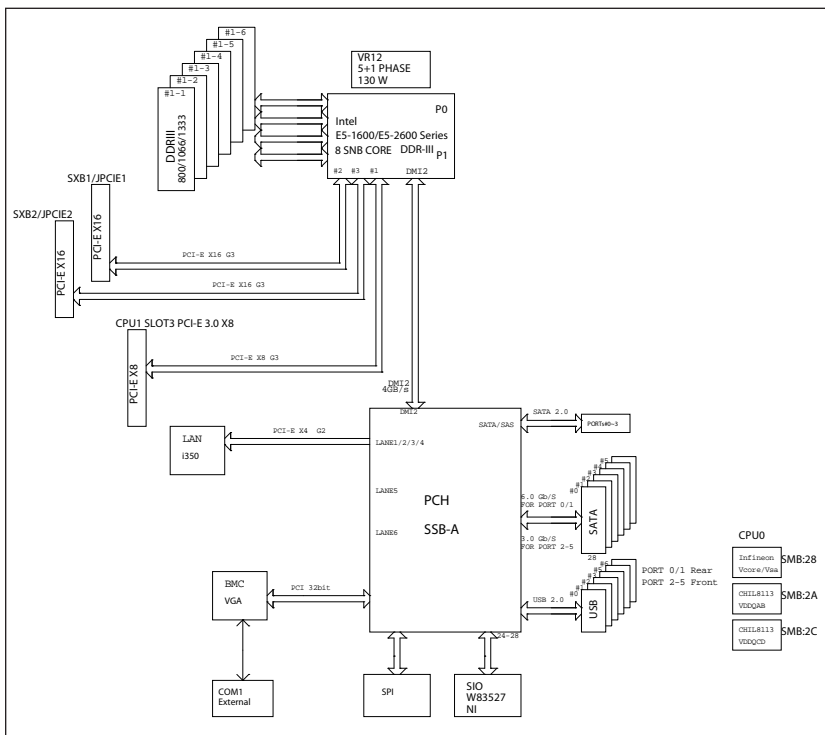 #1-6
#1-5
#1-4
#1-3
#1-2
#1-1
DDRIII
800/1066/1333
VR12
5+1 PHASE
130 W
P0
Intel
E5-1600/E5-2600 Series
8 SNB CORE DDR-III
P1
#2 #3 #1 DMI2
SXB1/JPCIE1
PCI-E X16
SXB2/JPCIE2
PCI-E X16
PCI-E X16 G3
PCI-E X16 G3
CPU1 SLOT3 PCI-E 3.0 X8
PCI-E X8
PCI-E X8 G3
DMI2
4GB/s
DMI2
LAN
i350
PCI-E X4 G2
LANE1/2/3/4
LANE5
LANE6
PCH
SSB-A
SATA/SAS
SATA 2.0
PORTs#0~3
6.0 Gb/S
FOR PORT 0/1
3.0 Gb/S
FOR PORT 2-5
#5
#4
#3
#2
#1
#0
SATA
28
USB 2.0
#6
#5
#3
#2
#1
#0
USB
24-28
PORT 0/1 Rear
PORT 2-5 Front
CPU0
Infineon
Vcore/Vsa
SMB:28
CHIL8113
VDDQAB
SMB:2A
CHIL8113
VDDQCD
SMB:2C
BMC
VGA
PCI 32bit
COM1
External
SPI
SIO
W83527
NI